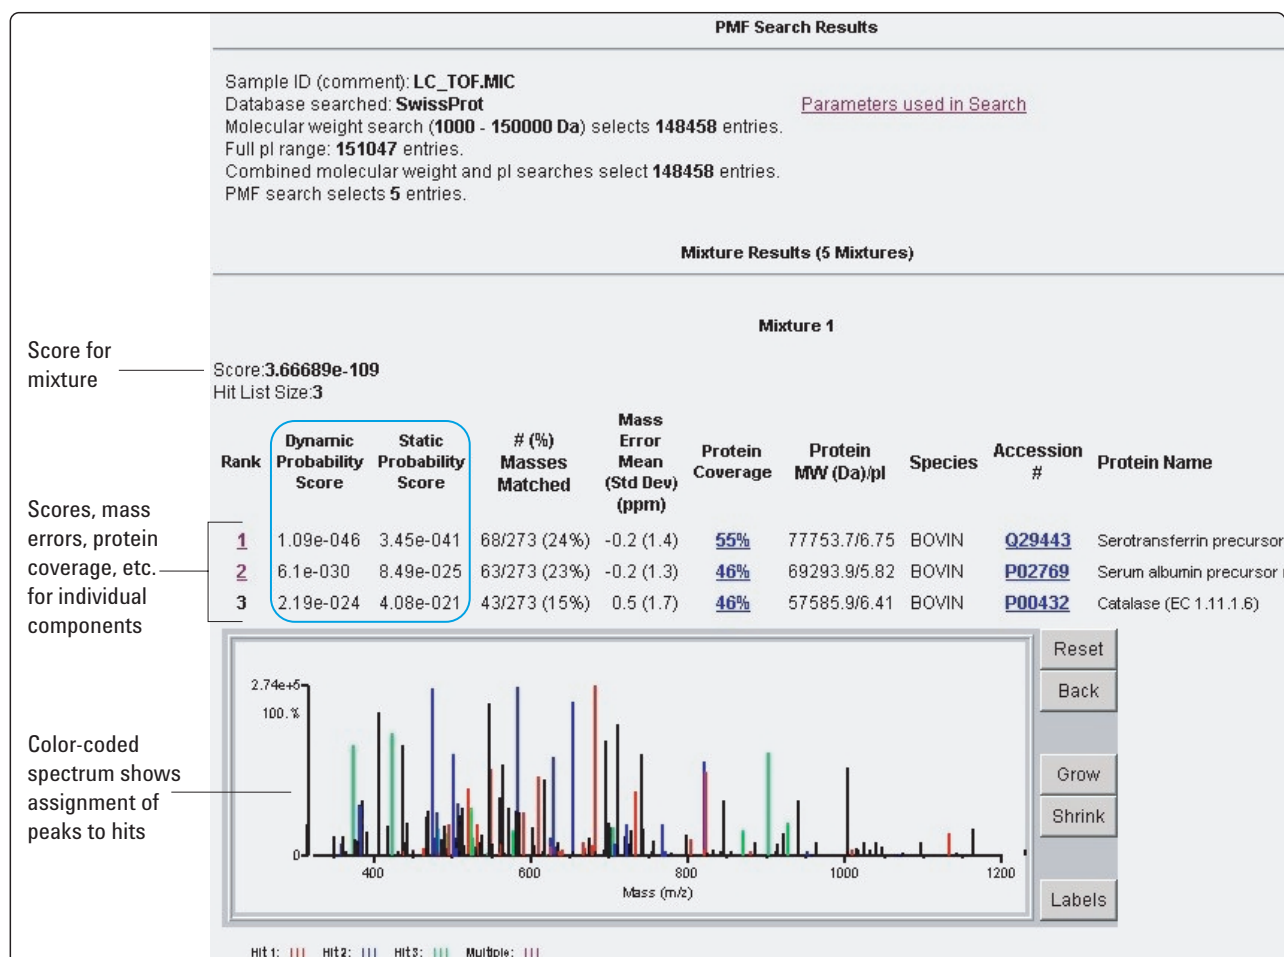 PMF Search Results
Sample ID (comment): LC_TOF.MIC
Database searched: SwissProt
Parameters used in Search
Molecular weight search (1000 - 150000 Da) selects 148458 entries.
Full pI range: 151047 entries.
Combined molecular weight and pI searches select 148458 entries.
PMF search selects 5 entries.
Mixture Results (5 Mixtures)
Mixture 1
Score for
mixture
Score:3.66689e-109
Hit List Size:3
Rank Dynamic Probability Score Static Probability Score # (%) Masses Matched Mass Error Mean (Std Dev) (ppm) Protein Coverage Protein MW (Da)/pI Species Accession # Protein Name
Scores, mass
errors, protein
coverage, etc.
for individual
components
1 1.09e-046 3.45e-041 68/273 (24%) -0.2 (1.4) 55% 77753.7/6.75 BOVIN Q29443 Serotransferrin precursor
2 6.1e-030 8.49e-025 63/273 (23%) -0.2 (1.3) 46% 69293.9/5.82 BOVIN P02769 Serum albumin precursor
3 2.19e-024 4.08e-021 43/273 (15%) 0.5 (1.7) 46% 57585.9/6.41 BOVIN P00432 Catalase (EC 1.11.1.6)
Color-coded
spectrum shows
assignment of
peaks to hits
2.74e+5
100.%
0
400 600 800 1000 1200
Mass (m/z)
Reset
Back
Grow
Shrink
Labels
Hit 1: Hit 2: Hit 3: Multiple: